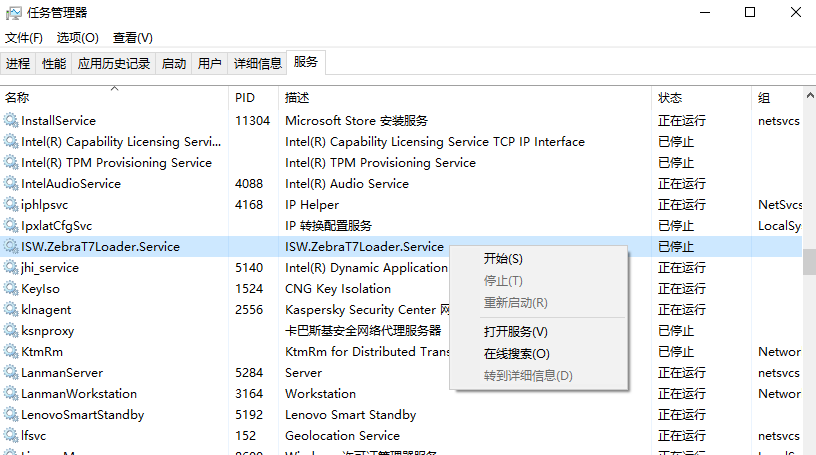 任务管理器
文件(F) 选项(O) 查看(V)
进程 性能 应用历史记录 启动 用户 详细信息 服务
名称 PID 描述 状态 组
InstallService 11304 Microsoft Store 安装服务 正在运行 netsvcs
Intel(R) Capability Licensing Servi... Intel(R) Capability Licensing Service TCP IP Interface 已停止
Intel(R) TPM Provisioning Service Intel(R) TPM Provisioning Service 已停止
IntelAudioService 4088 Intel(R) Audio Service 正在运行
iphlpsvc 4168 IP Helper 正在运行 NetSvcs
IpxlatCfgSvc IP 转换配置服务 已停止 LocalSy
ISW.ZebraT7Loader.Service ISW.ZebraT7Loader.Service 已停止
jhi_service 5140 Intel(R) Dynamic Application 正在运行
KeyIso 1524 CNG Key Isolation 正在运行
klnagent 2556 Kaspersky Security Center 网 正在运行
ksnproxy 卡巴斯基安全网络代理服务器 已停止
KtmRm KtmRm for Distributed Trans 已停止 Networ
LanmanServer 5284 Server 正在运行 netsvcs
LanmanWorkstation 3164 Workstation 正在运行 Networ
LenovoSmartStandby 5192 Lenovo Smart Standby 正在运行
lfsvc 152 Geolocation Service 正在运行 netsvcs
开始(S)
停止(T)
重新启动(R)
打开服务(V)
在线搜索(O)
转到详细信息(D)